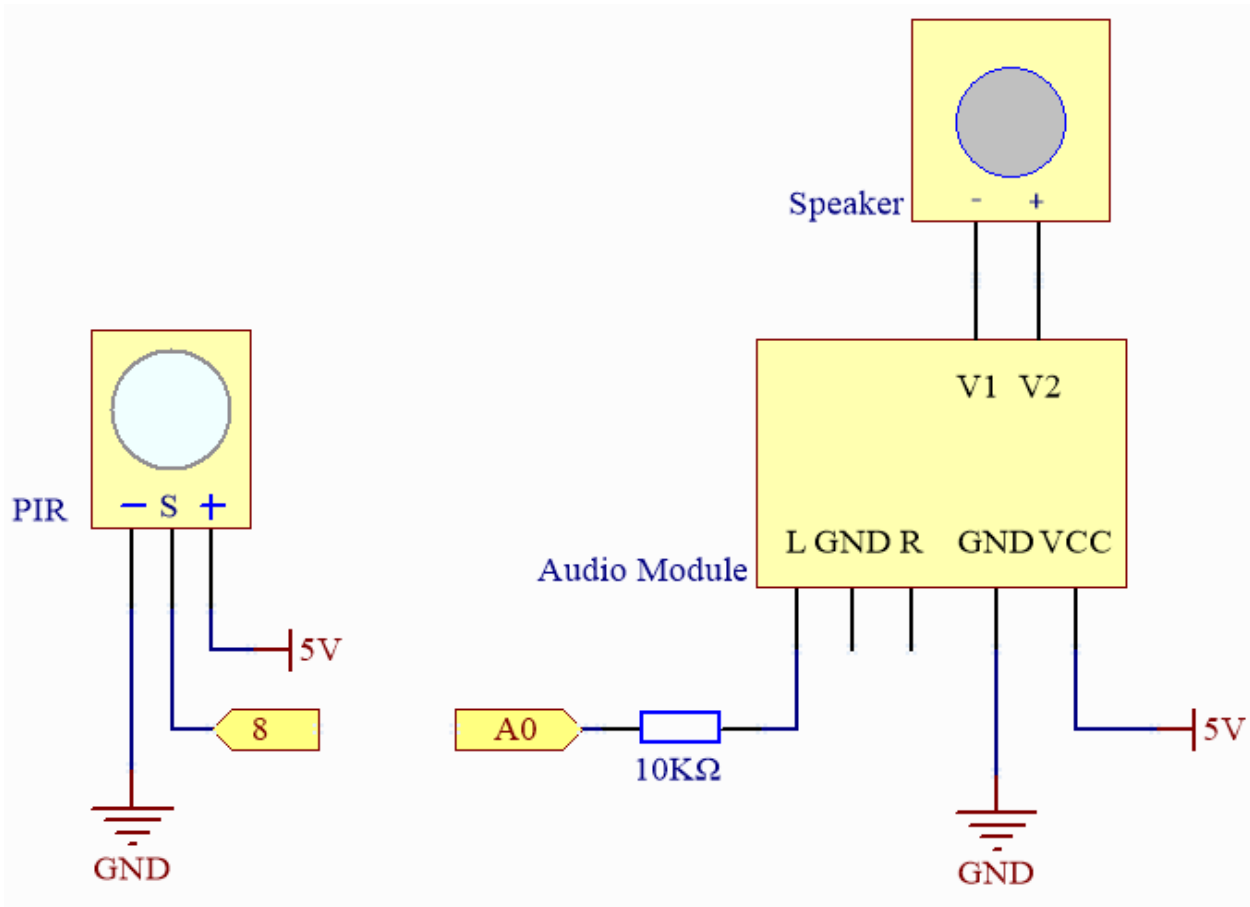 Speaker
- +
V1 V2
PIR
- S +
L GND R GND VCC
Audio Module
5V
8
A0
5V
10KΩ
GND
GND